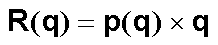 R(q) = p(q) × q